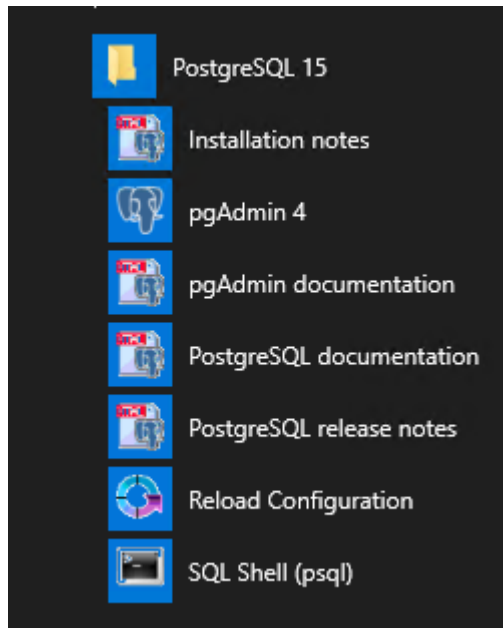 PostgreSQL 15
Installation notes
pgAdmin 4
pgAdmin documentation
PostgreSQL documentation
PostgreSQL release notes
Reload Configuration
SQL Shell (psql)